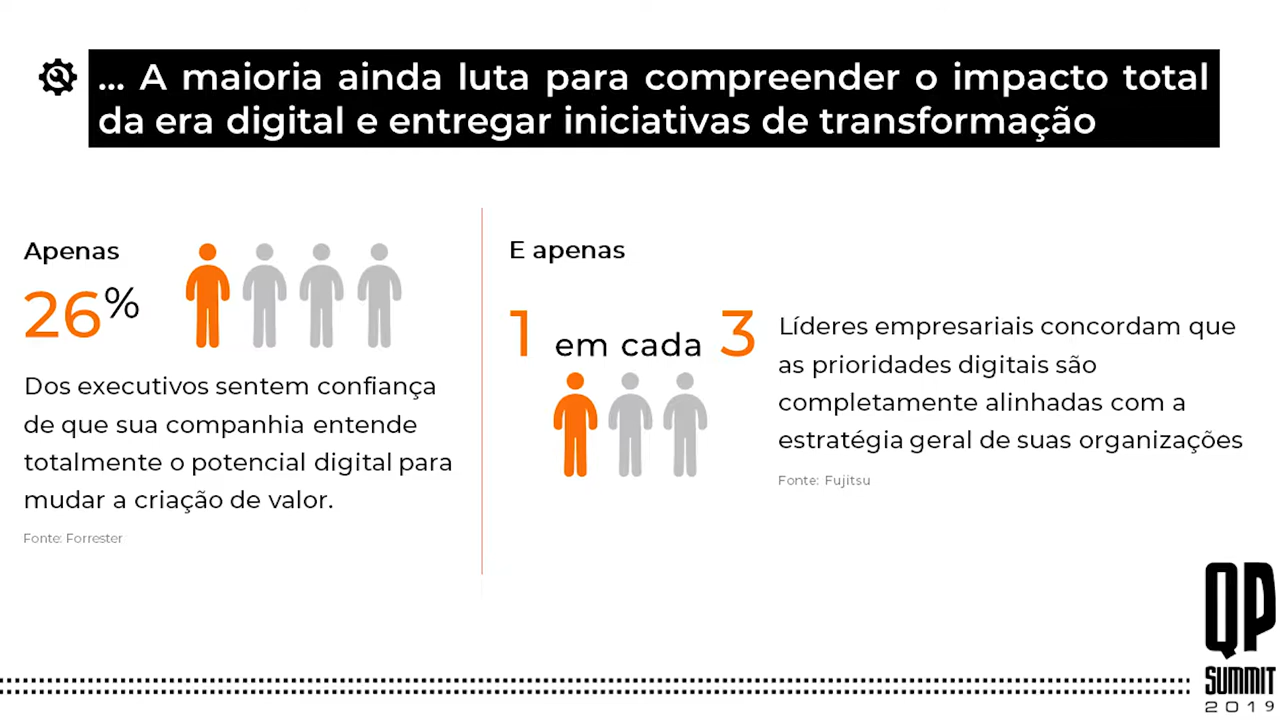 ... A maioria ainda luta para compreender o impacto total
da era digital e entregar iniciativas de transformação
Apenas
26%
Dos executivos sentem confiança
de que sua companhia entende
totalmente o potencial digital para
mudar a criação de valor.
Fonte: Forrester
E apenas
1 em cada 3
Líderes empresariais concordam que
as prioridades digitais são
completamente alinhadas com a
estratégia geral de suas organizações
Fonte: Fujitsu
QP
SUMMIT
2019